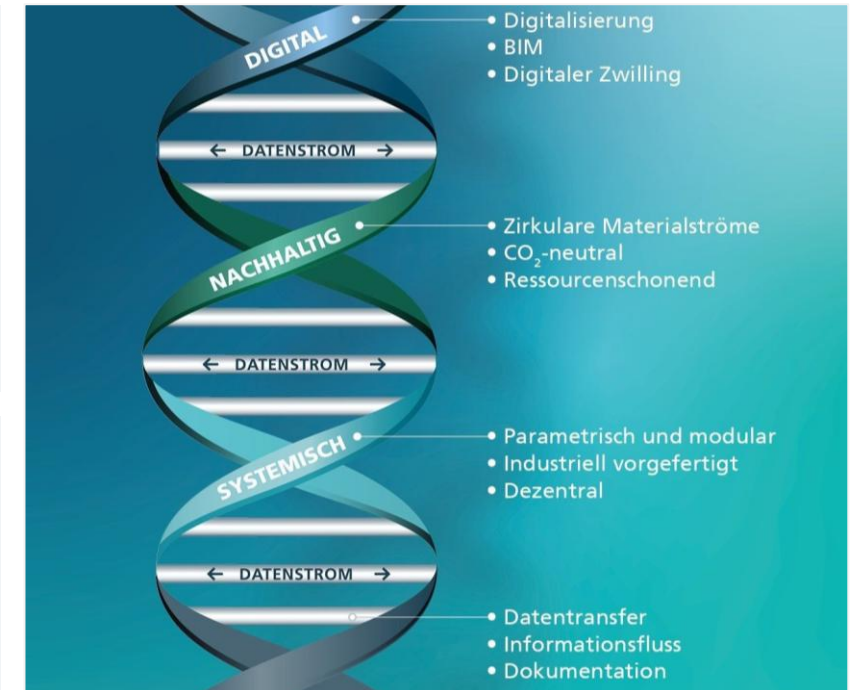 DIGITAL
• Digitalisierung
• BIM
• Digitaler Zwilling
← DATENSTROM →
NACHHALTIG
• Zirkulare Materialströme
• CO₂-neutral
• Ressourcenschonend
← DATENSTROM →
SYSTEMISCH
• Parametrisch und modular
• Industriell vorgefertigt
• Dezentral
← DATENSTROM →
• Datentransfer
• Informationsfluss
• Dokumentation